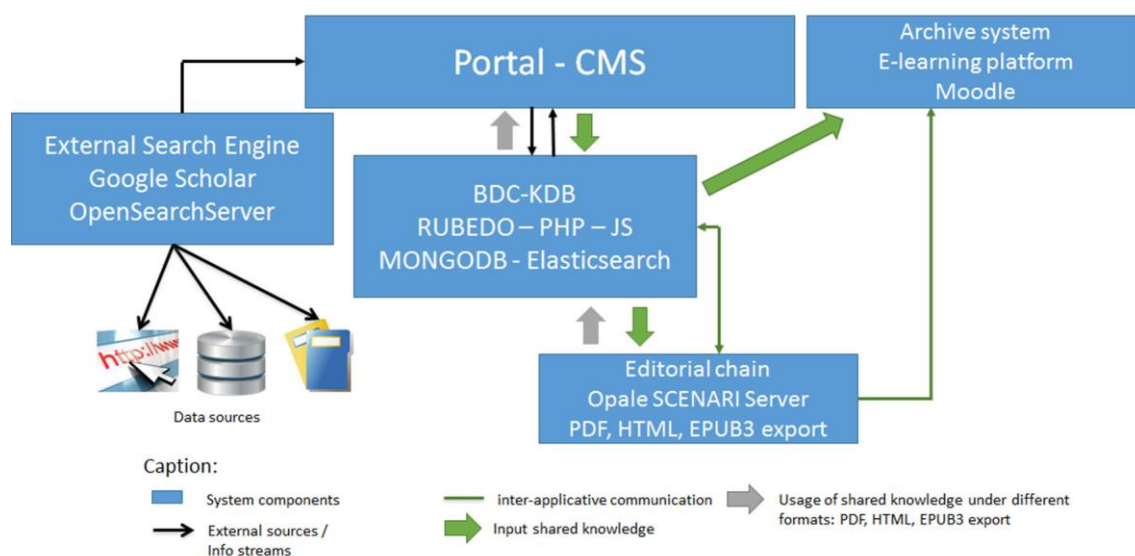 Portal - CMS
Archive system
E-learning platform
Moodle
External Search Engine
Google Scholar
OpenSearchServer
BDC-KDB
RUBEDO – PHP – JS
MONGODB - Elasticsearch
http://www
Data sources
Editorial chain
Opale SCENARI Server
PDF, HTML, EPUB3 export
Caption:
System components
External sources /
Info streams
inter-applicative communication
Input shared knowledge
Usage of shared knowledge under different
formats: PDF, HTML, EPUB3 export